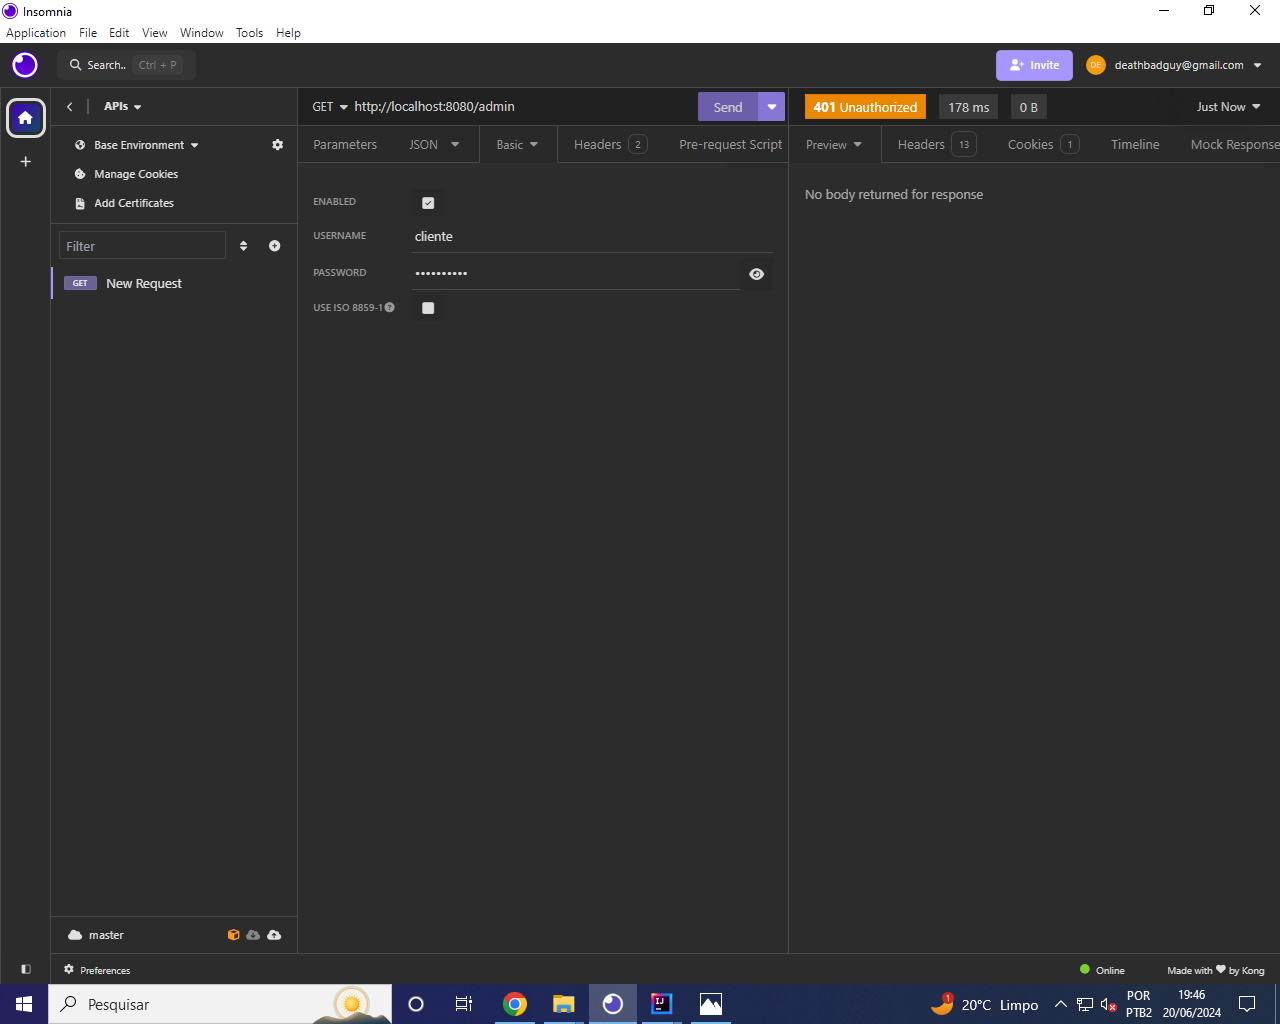 Insomnia
Application File Edit View Window Tools Help
Search.. Ctrl + P
Invite
DE deathbadguy@gmail.com
APIs
GET http://localhost:8080/admin
Send
401 Unauthorized 178 ms 0 B
Just Now
Base Environment
Manage Cookies
Add Certificates
Parameters JSON Basic Headers 2 Pre-request Script
Preview Headers 13 Cookies 1 Timeline Mock Response
No body returned for response
ENABLED
USERNAME cliente
PASSWORD ••••••••••
USE ISO 8859-1
Filter
GET New Request
master
Preferences
Online
Made with ❤ by Kong
Pesquisar
IJ
1
20°C Limpo
POR
PTB2
19:46
20/06/2024